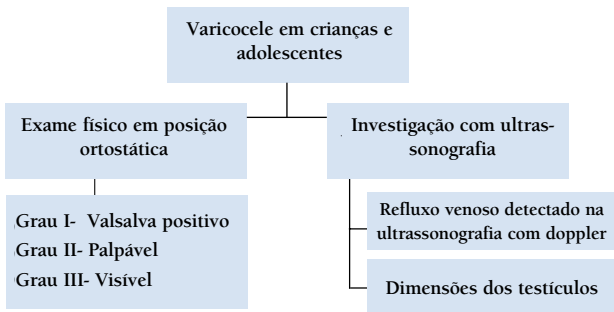 Varicocele em crianças e
adolescentes
Exame físico em posição
ortostática
Investigação com ultras-
sonografia
Grau I- Valsalva positivo
Grau II- Palpável
Grau III- Visível
Refluxo venoso detectado na
ultrassonografia com doppler
Dimensões dos testículos